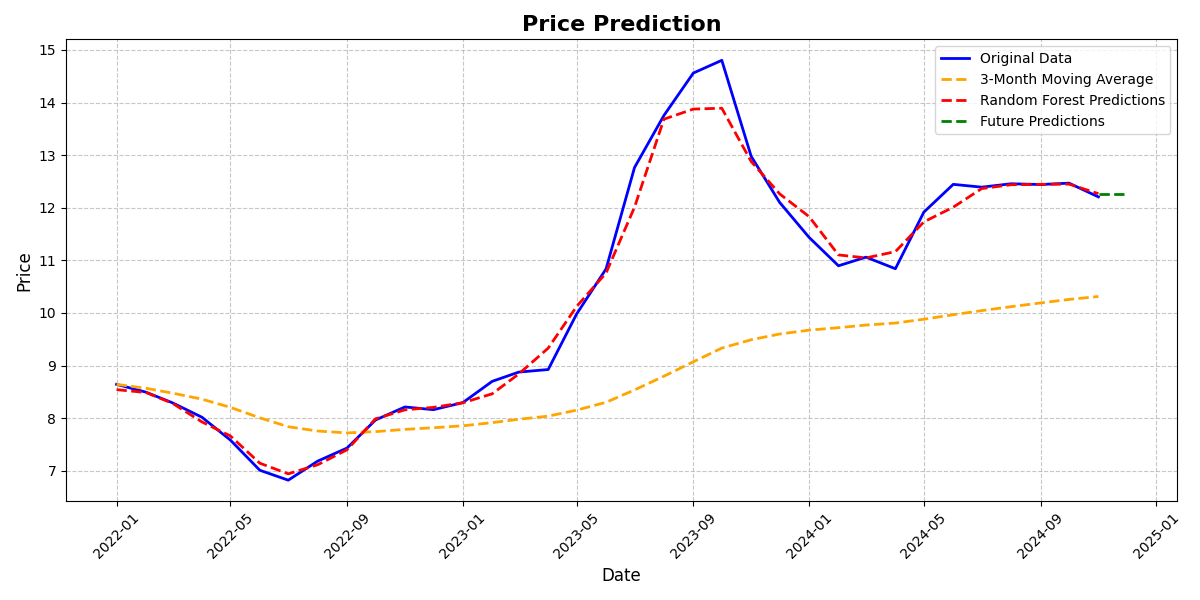 Price Prediction
Original Data
3-Month Moving Average
Random Forest Predictions
Future Predictions
Price
15
14
13
12
11
10
9
8
7
2022-01
2022-05
2022-09
2023-01
2023-05
2023-09
2024-01
2024-05
2024-09
2025-01
Date